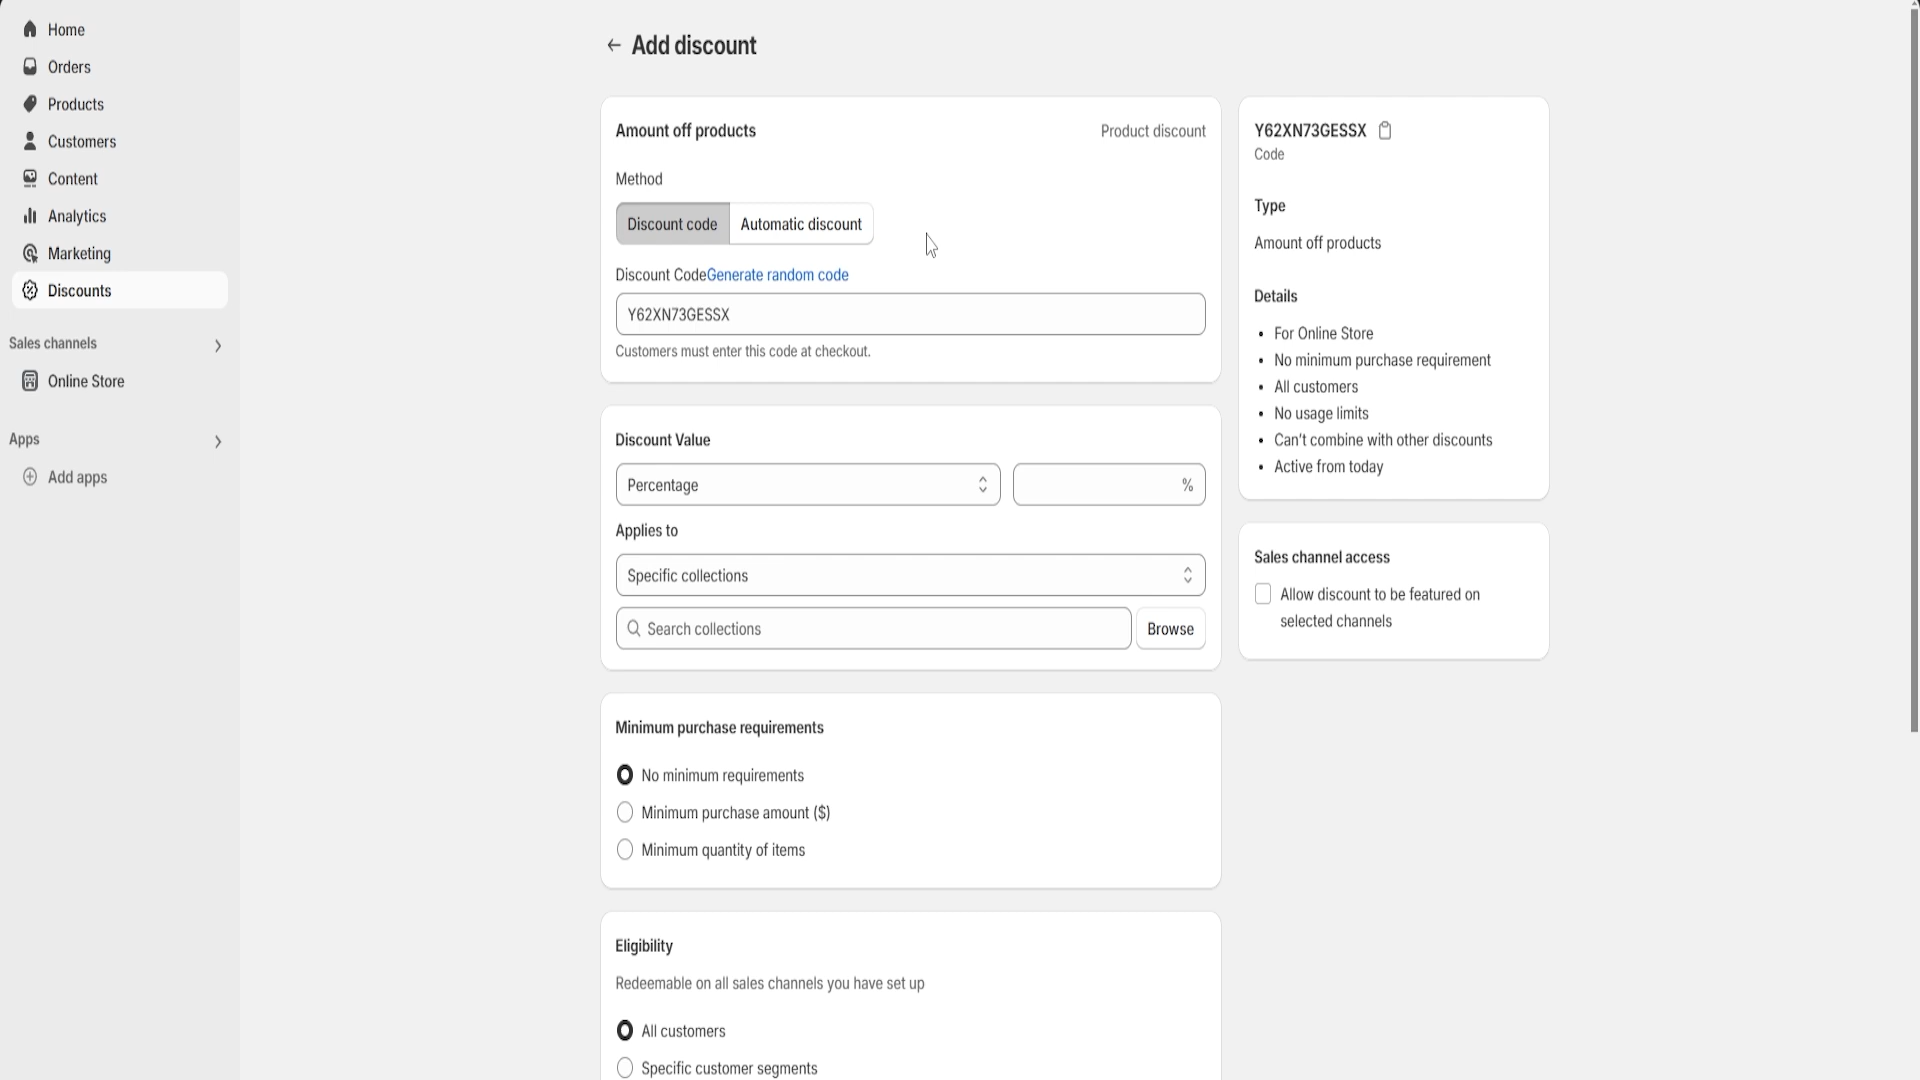 Home
Orders
Products
Customers
Content
Analytics
Marketing
Discounts
Sales channels
Online Store
Apps
Add apps
Add discount
Amount off products
Product discount
Method
Discount code
Automatic discount
Discount CodeGenerate random code
Y62XN73GESSX
Customers must enter this code at checkout.
Discount Value
Percentage
%
Applies to
Specific collections
Search collections
Browse
Minimum purchase requirements
No minimum requirements
Minimum purchase amount ($)
Minimum quantity of items
Eligibility
Redeemable on all sales channels you have set up
All customers
Specific customer segments
Y62XN73GESSX
Code
Type
Amount off products
Details
• For Online Store
• No minimum purchase requirement
• All customers
• No usage limits
• Can't combine with other discounts
• Active from today
Sales channel access
Allow discount to be featured on
selected channels